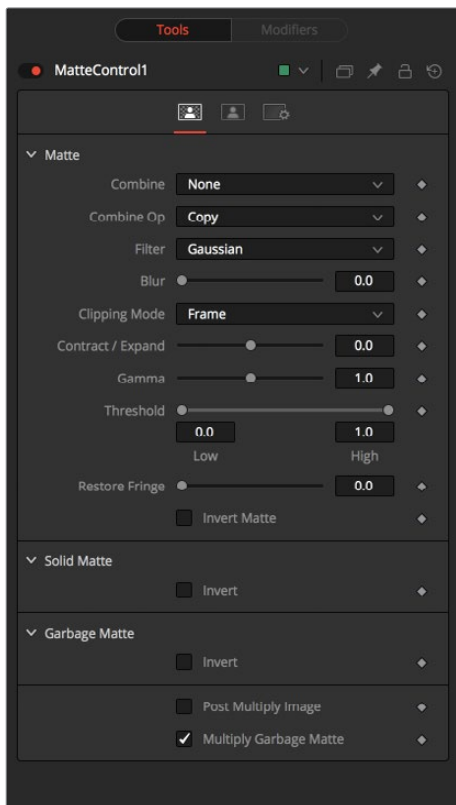 Tools Modifiers
MatteControl1
Matte
Combine None
Combine Op Copy
Filter Gaussian
Blur 0.0
Clipping Mode Frame
Contract / Expand 0.0
Gamma 1.0
Threshold
0.0 1.0
Low High
Restore Fringe 0.0
Invert Matte
Solid Matte
Invert
Garbage Matte
Invert
Post Multiply Image
Multiply Garbage Matte